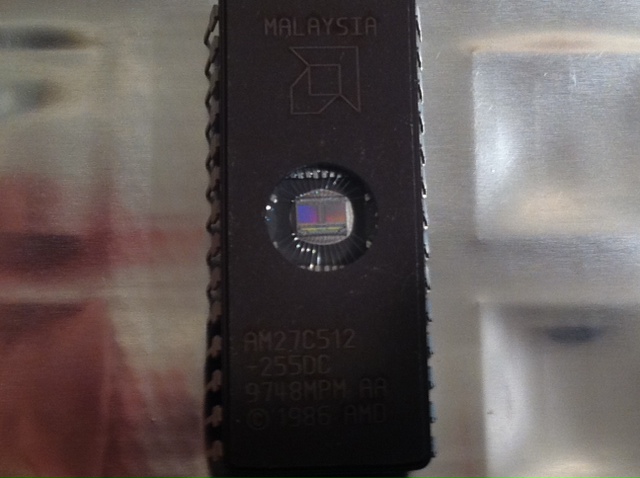 MALAYSIA
AM27C512
-255DC
9748MPM AA
© 1986 AMD